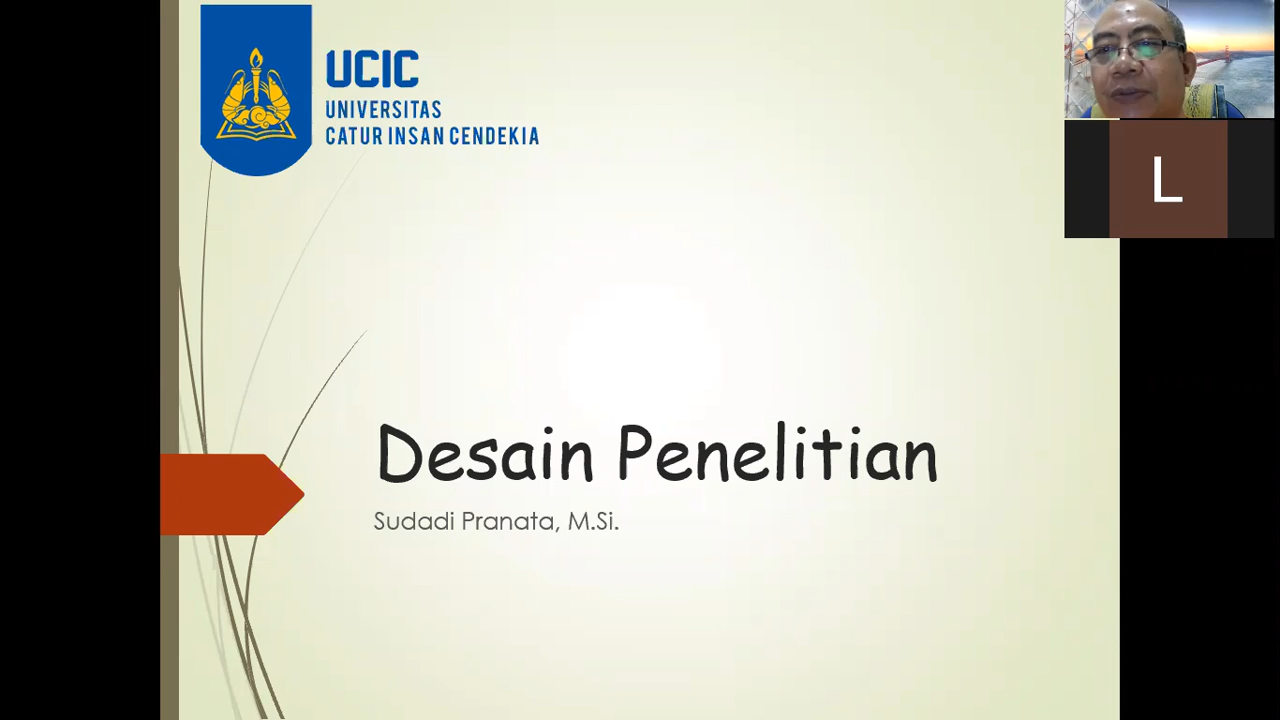 UCIC
UNIVERSITAS
CATUR INSAN CENDEKIA
L
Desain Penelitian
Sudadi Pranata, M.Si.